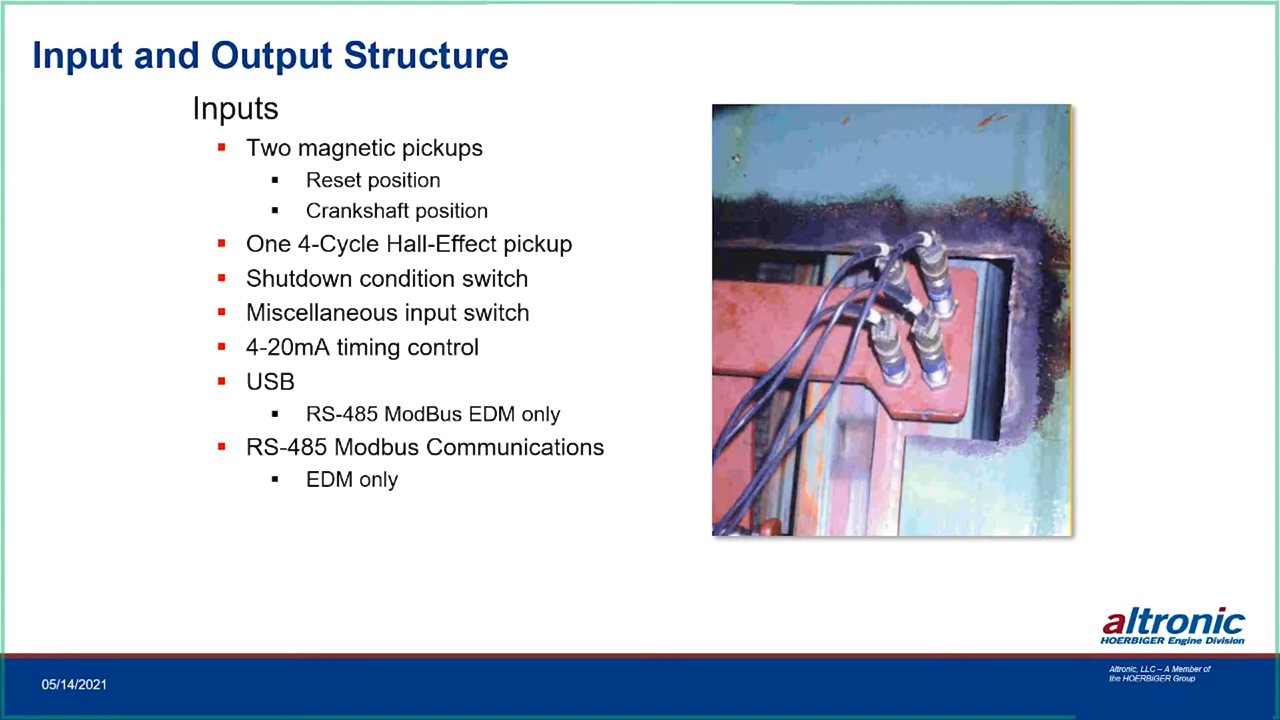 Input and Output Structure
Inputs
Two magnetic pickups
Reset position
Crankshaft position
One 4-Cycle Hall-Effect pickup
Shutdown condition switch
Miscellaneous input switch
4-20mA timing control
USB
RS-485 ModBus EDM only
RS-485 Modbus Communications
EDM only
altronic
HOERBIGER Engine Division
Altronic, LLC – A Member of
the HOERBIGER Group
05/14/2021